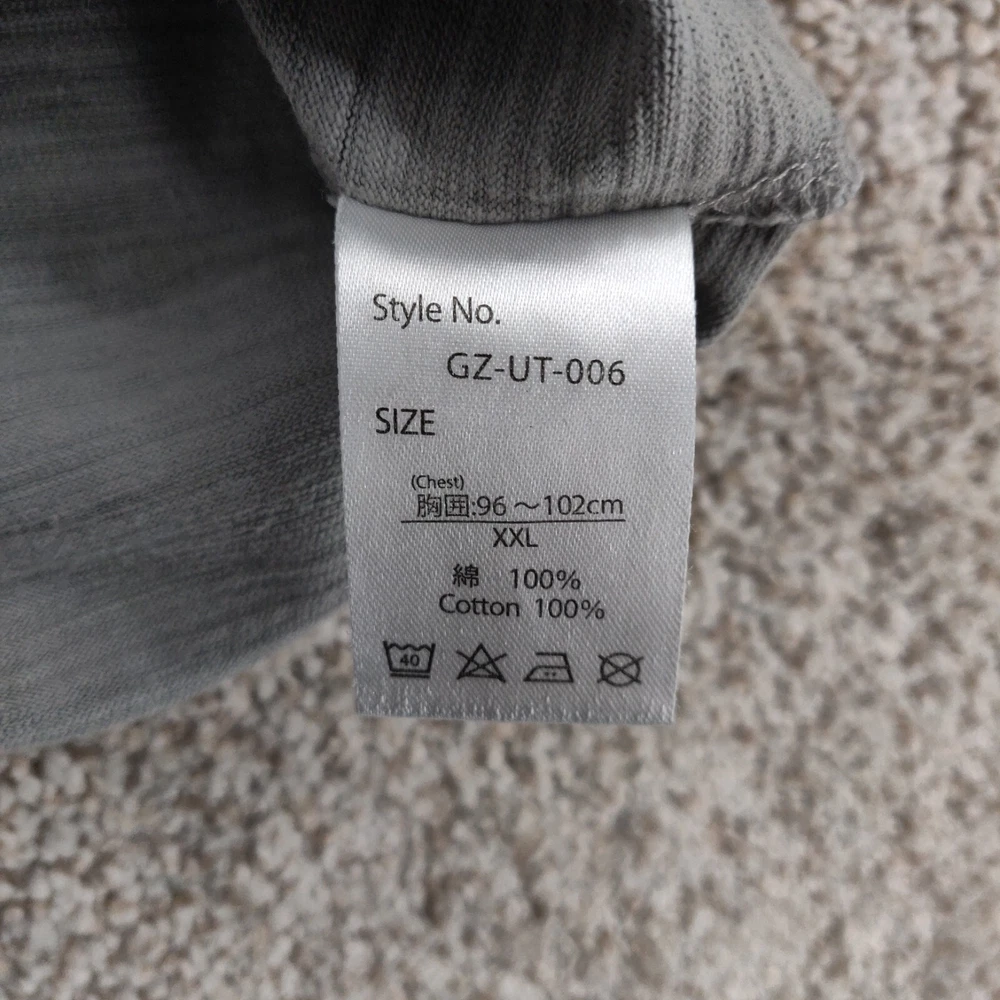 Style No.
GZ-UT-006
SIZE
(Chest)
胸囲:96～102cm
XXL
綿 100%
Cotton 100%
40